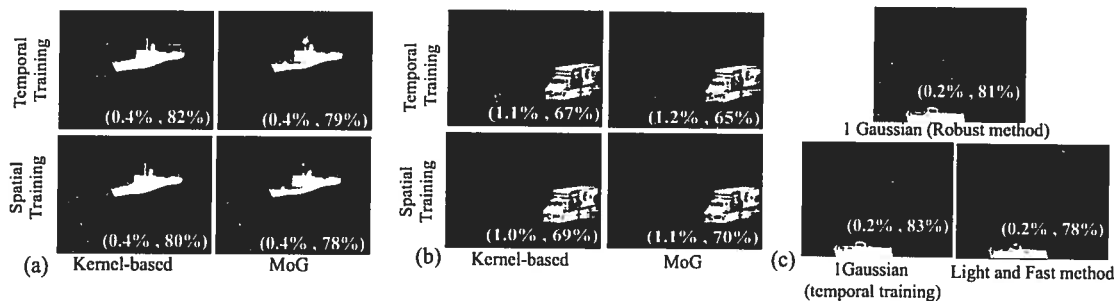 Temporal
Training
(0.4% , 82%)
(0.4% , 79%)
Spatial
Training
(0.4% , 80%)
(0.4% , 78%)
(a)
Kernel-based
MoG
Temporal
Training
(1.1% , 67%)
(1.2% , 65%)
Spatial
Training
(1.0% , 69%)
(1.1% , 70%)
(b)
Kernel-based
MoG
(0.2% , 81%)
1 Gaussian (Robust method)
(0.2% , 83%)
(0.2% , 78%)
(c)
1Gaussian
(temporal training)
Light and Fast method